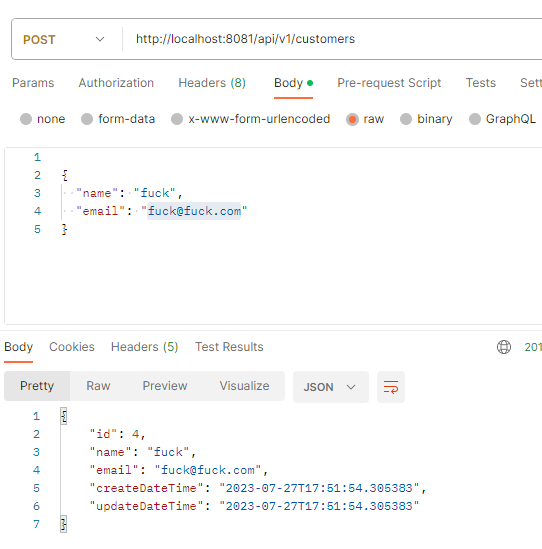 POST http://localhost:8081/api/v1/customers
Params Authorization Headers (8) Body Pre-request Script Tests Sett
none form-data x-www-form-urlencoded raw binary GraphQL
1
2 {
3 "name": "fuck",
4 "email": "fuck@fuck.com"
5 }
Body Cookies Headers (5) Test Results 201
Pretty Raw Preview Visualize JSON
1 {
2 "id": 4,
3 "name": "fuck",
4 "email": "fuck@fuck.com",
5 "createDateTime": "2023-07-27T17:51:54.305383",
6 "updateDateTime": "2023-07-27T17:51:54.305383"
7 }